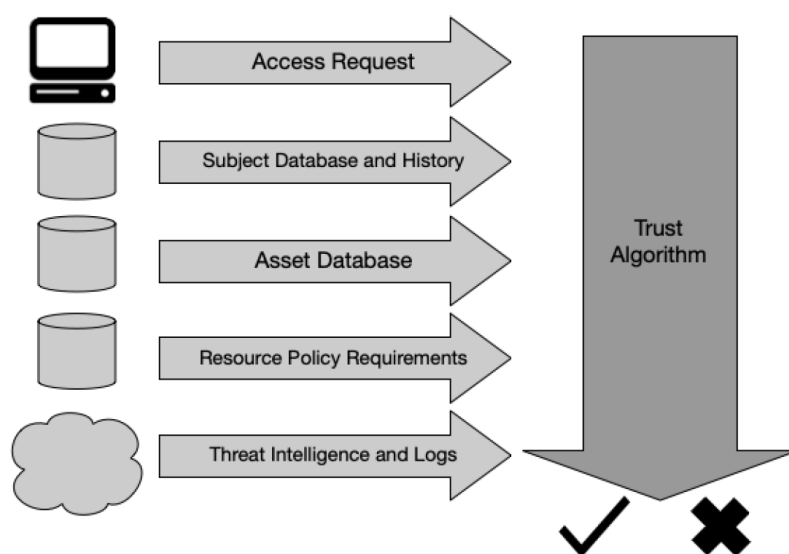 Access Request
Subject Database and History
Asset Database
Resource Policy Requirements
Threat Intelligence and Logs
Trust
Algorithm